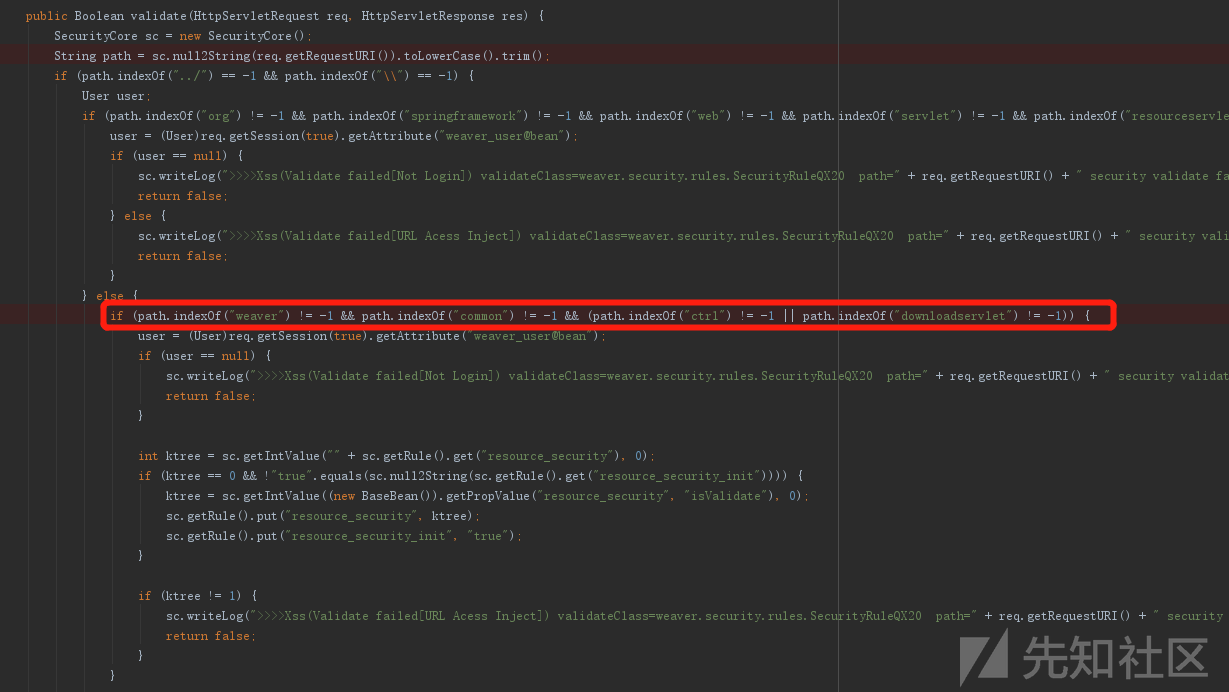 public Boolean validate(HttpServletRequest req, HttpServletResponse res) {
SecurityCore sc = new SecurityCore();
String path = sc.null2String(req.getRequestURI()).toLowerCase().trim();
if (path.indexOf("../") == -1 && path.indexOf("\\") == -1) {
User user;
if (path.indexOf("org") != -1 && path.indexOf("springframework") != -1 && path.indexOf("web") != -1 && path.indexOf("servlet") != -1 && path.indexOf("resourceservle
user = (User)req.getSession(true).getAttribute("weaver_user@bean");
if (user == null) {
sc.writeLog(">>>>Xss(Validate failed[Not Login]) validateClass=weaver.security.rules.SecurityRuleQX20  path=" + req.getRequestURI() + " security validate fa
return false;
} else {
sc.writeLog(">>>>Xss(Validate failed[URL Acess Inject]) validateClass=weaver.security.rules.SecurityRuleQX20  path=" + req.getRequestURI() + " security vali
return false;
}
} else {
if (path.indexOf("weaver") != -1 && path.indexOf("common") != -1 && (path.indexOf("ctrl") != -1 || path.indexOf("downloadservlet") != -1)) {
user = (User)req.getSession(true).getAttribute("weaver_user@bean");
if (user == null) {
sc.writeLog(">>>>Xss(Validate failed[Not Login]) validateClass=weaver.security.rules.SecurityRuleQX20  path=" + req.getRequestURI() + " security validat
return false;
}
int ktree = sc.getIntValue("" + sc.getRule().get("resource_security"), 0);
if (ktree == 0 && !"true".equals(sc.null2String(sc.getRule().get("resource_security_init")))) {
ktree = sc.getIntValue((new BaseBean()).getPropValue("resource_security", "isValidate"), 0);
sc.getRule().put("resource_security", ktree);
sc.getRule().put("resource_security_init", "true");
}
if (ktree != 1) {
sc.writeLog(">>>>Xss(Validate failed[URL Acess Inject]) validateClass=weaver.security.rules.SecurityRuleQX20  path=" + req.getRequestURI() + " security
return false;
}
}
先知社区